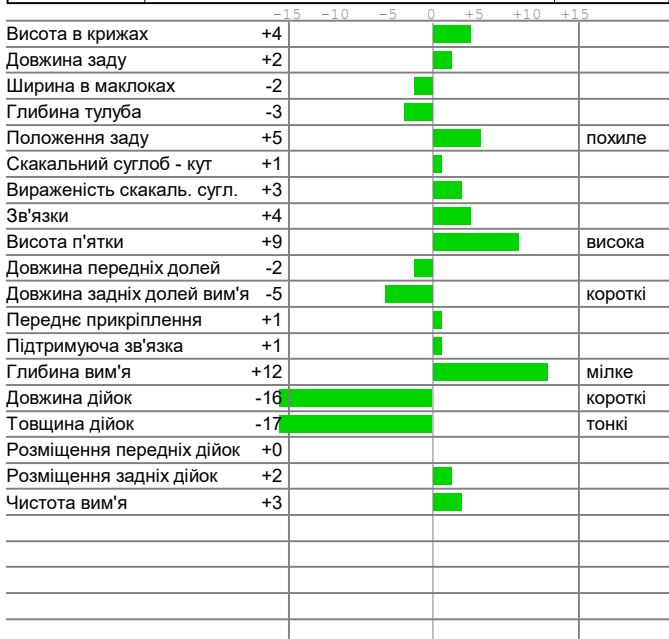 -15 -10 -5 0 +5 +10 +15
Висота в крижах +4
Довжина заду +2
Ширина в маклоках -2
Глибина тулуба -3
Положення заду +5 похиле
Скакальний суглоб - кут +1
Вираженість скакаль. сугл. +3
Зв'язки +4
Висота п'ятки +9 висока
Довжина передніх долей -2
Довжина задніх долей вим'я -5 короткі
Переднє прикріплення +1
Підтримуюча зв'язка +1
Глибина вим'я +12 мілке
Довжина дійок -16 короткі
Товщина дійок -17 тонкі
Розміщення передніх дійок +0
Розміщення задніх дійок +2
Чистота вим'я +3